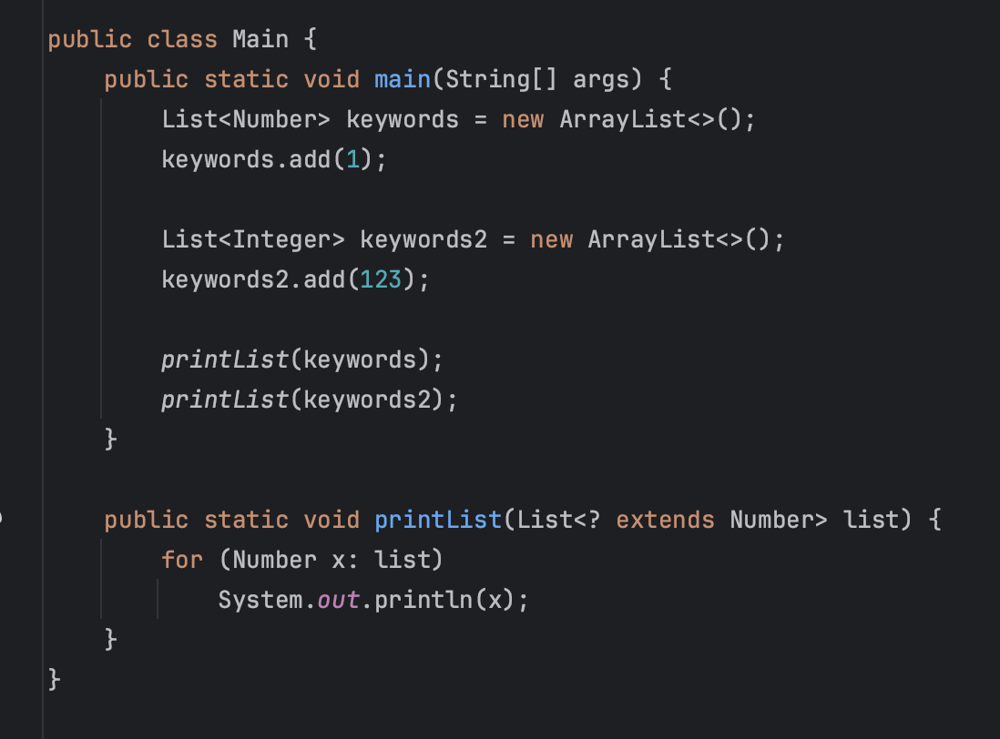 public class Main {
    public static void main(String[] args) {
        List<Number> keywords = new ArrayList<>();
        keywords.add(1);

        List<Integer> keywords2 = new ArrayList<>();
        keywords2.add(123);

        printList(keywords);
        printList(keywords2);
    }

    public static void printList(List<? extends Number> list) {
        for (Number x: list)
            System.out.println(x);
    }
}